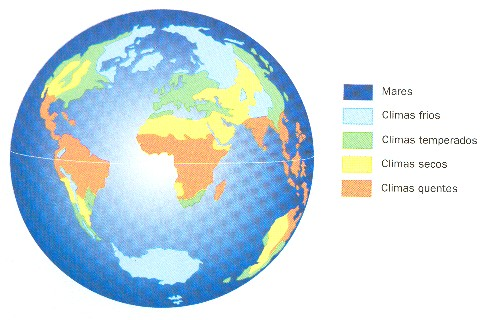 Mares
Climas frios
Climas temperados
Climas secos
Climas quentes